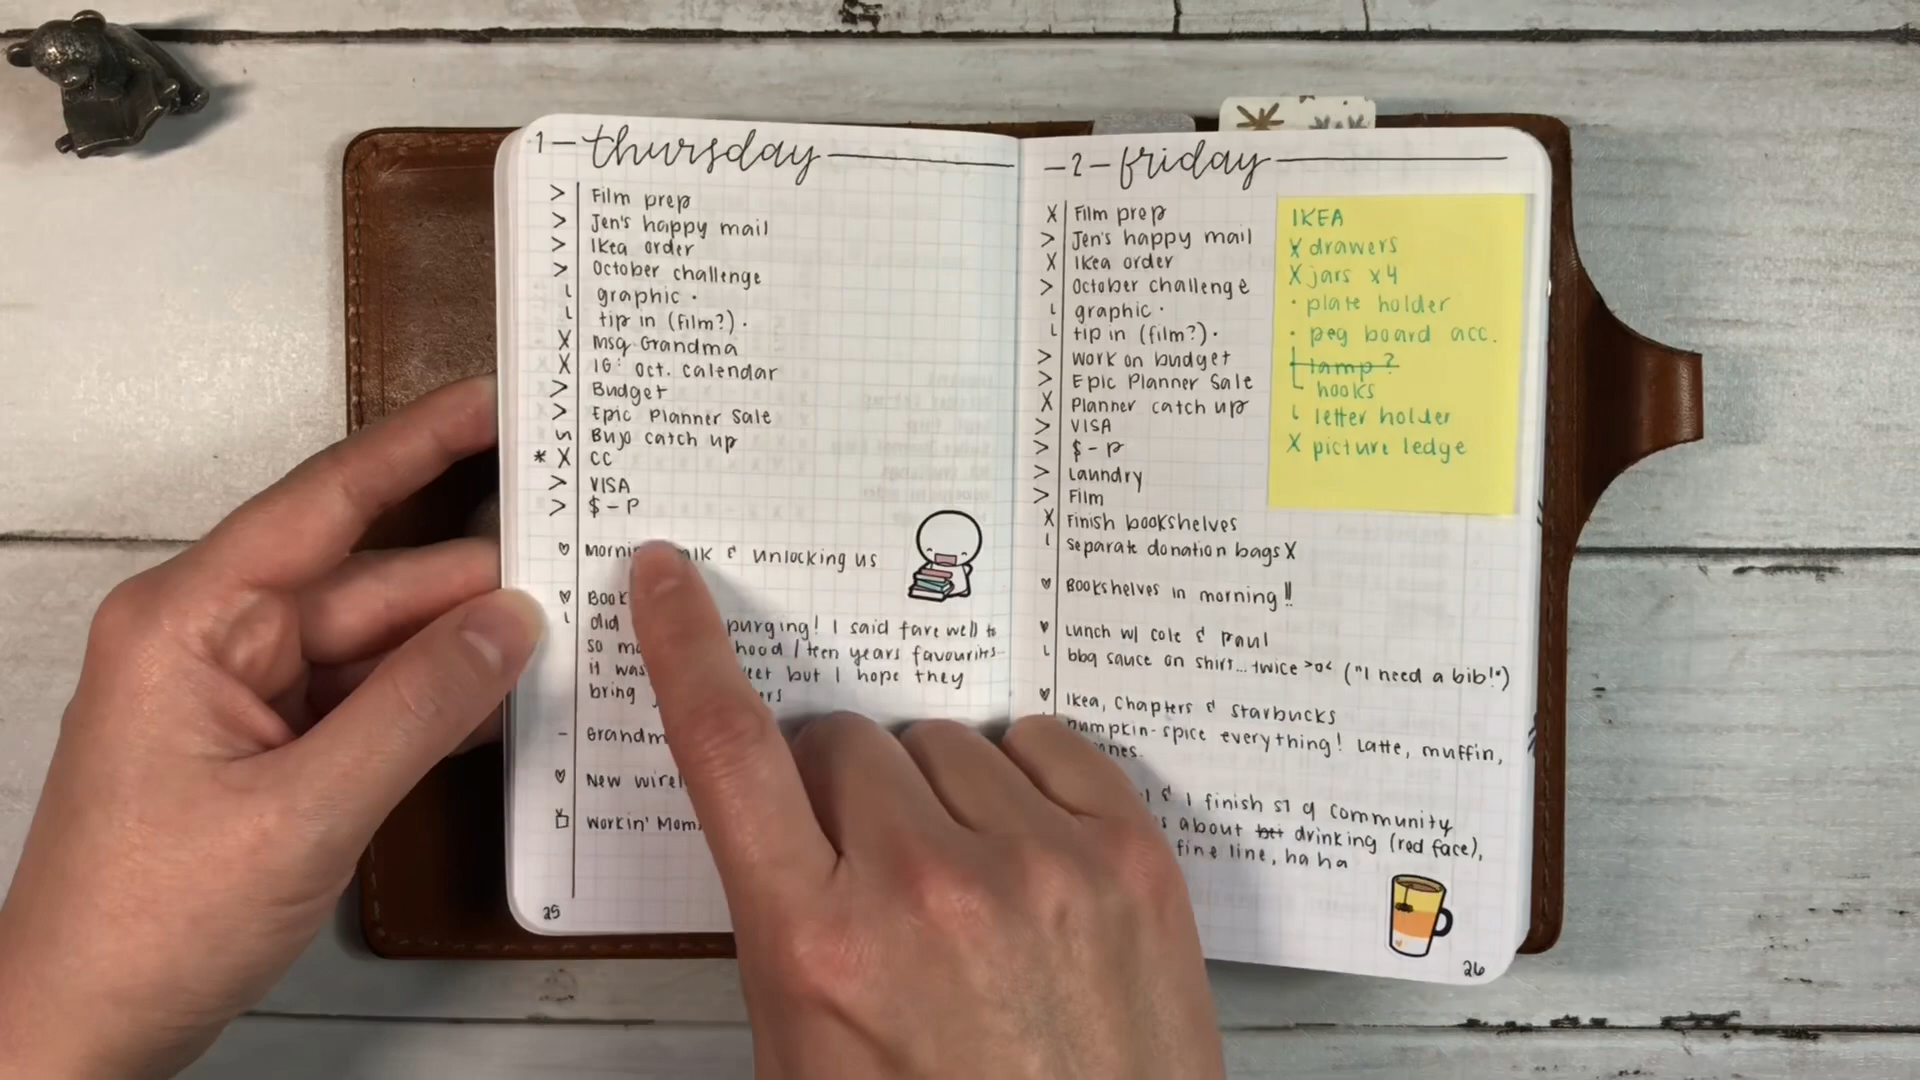 1 - thursday
> Film prep
> Jen's happy mail
> Ikea order
> October challenge
graphic ·
tip in (film?) ·
X Msg Grandma
X IG: Oct. calendar
> Budget
> Epic Planner Sale
Bujo catch up
* X CC
> VISA
> $ - P
♡ & unlocking us
♡
did purging! I said farewell to
so hood / teen years favourites
it was but I hope they
bring
-
♡ New
Workin' Moms
25
- 2 - friday
X Film prep
> Jen's happy mail
X Ikea order
> October challenge
graphic ·
tip in (film?) ·
> Work on budget
> Epic Planner Sale
X Planner catch up
> VISA
> $ - P
> Laundry
> Film
X Finish bookshelves
separate donation bags X
♡ Bookshelves in morning!!
♥ Lunch w/ Cole & Paul
bbq sauce on shirt... twice >o< ("I need a bib!")
♡ Ikea, Chapters & Starbucks
pumpkin-spice everything! Latte, muffin,
& I finish S1 of Community
about drinking (red face),
fine line, ha ha
26
IKEA
X drawers
X jars x4
· plate holder
· peg board acc.
lamp?
hooks
letter holder
X picture ledge